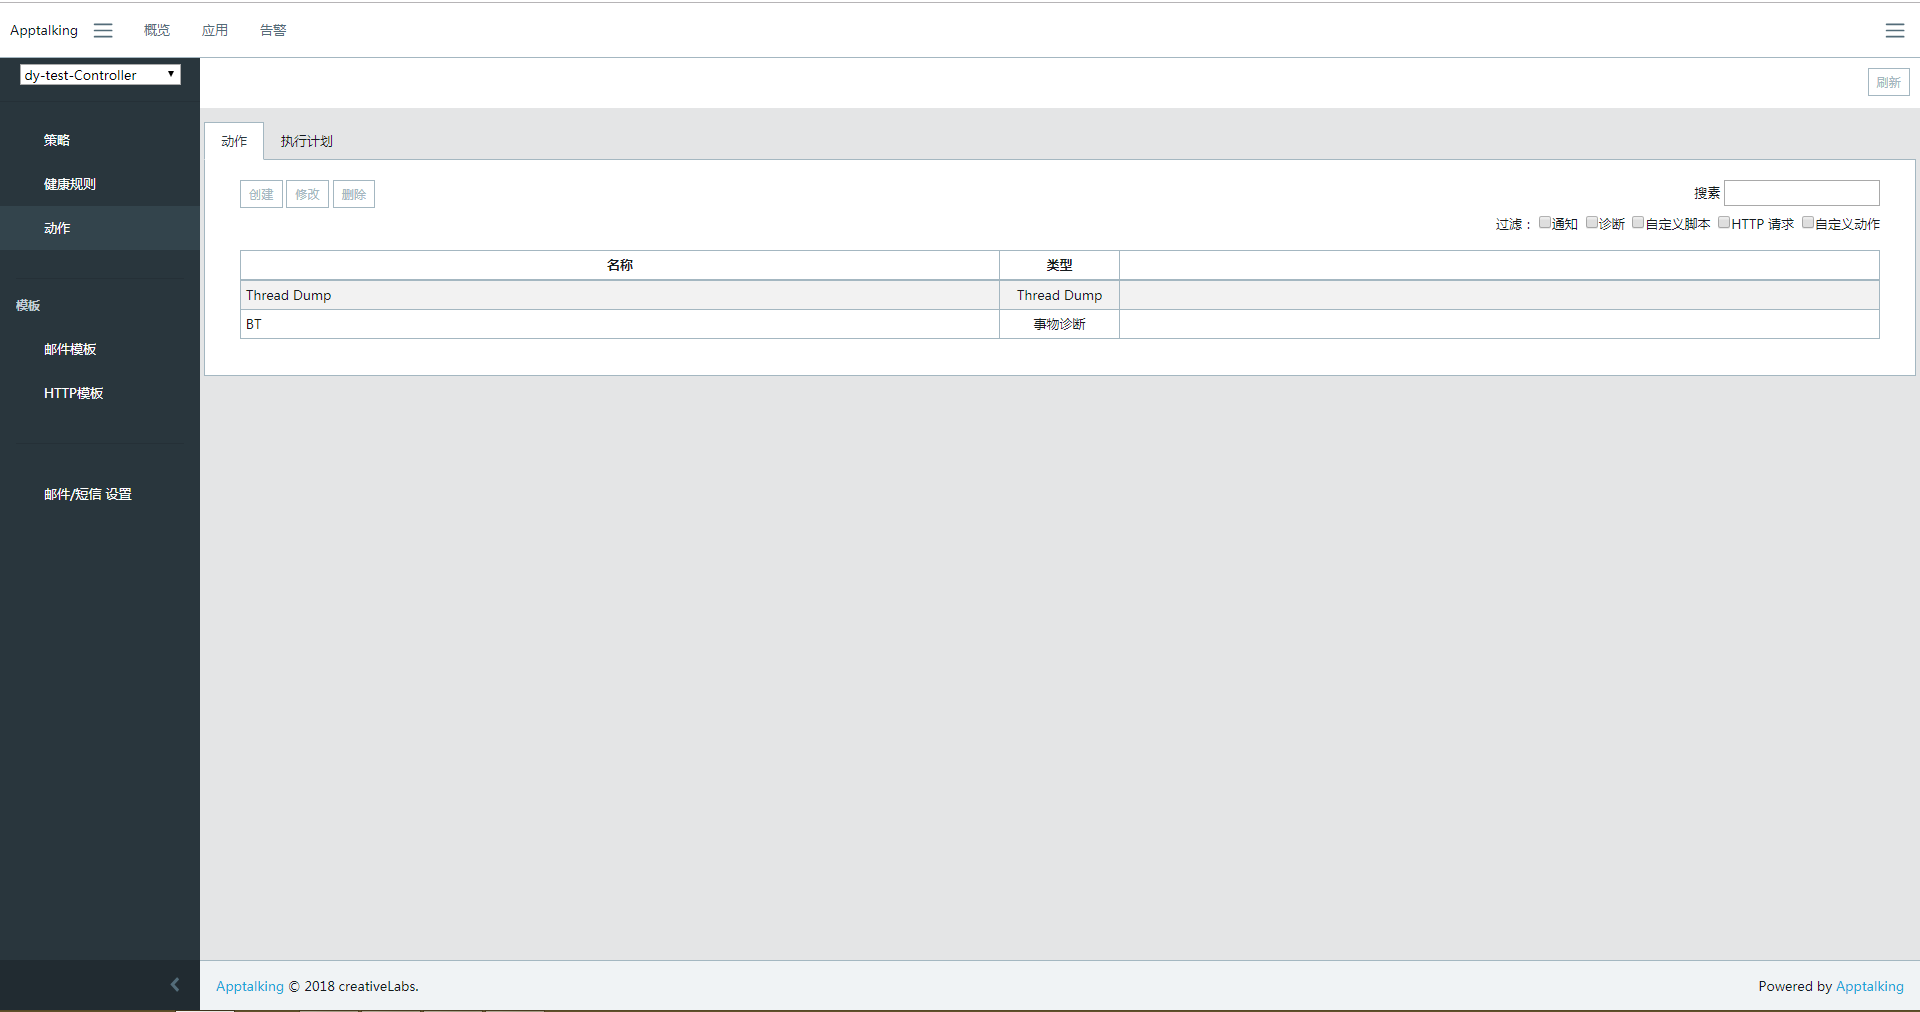 Apptalking 概览 应用 告警
dy-test-Controller
刷新
策略
健康规则
动作
模板
邮件模板
HTTP模板
邮件/短信 设置
动作 执行计划
创建 修改 删除
搜素
过滤： 通知 诊断 自定义脚本 HTTP 请求 自定义动作
名称 类型
Thread Dump Thread Dump
BT 事物诊断
Apptalking © 2018 creativeLabs.
Powered by Apptalking